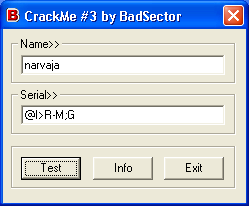 CrackMe #3 by BadSector
Name>>
narvaja
Serial>>
@I>R-M;G
Test Info Exit